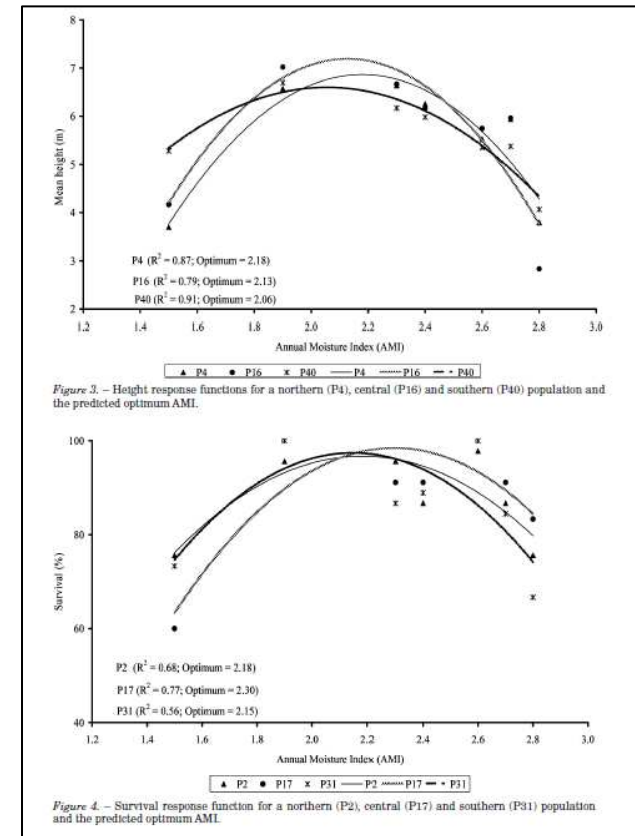 8
7
6
5
4
3
2
Mean height (m)
P4 (R² = 0.87; Optimum = 2.18)
P16 (R² = 0.79; Optimum = 2.13)
P40 (R² = 0.91; Optimum = 2.06)
1.2 1.4 1.6 1.8 2.0 2.2 2.4 2.6 2.8 3.0
Annual Moisture Index (AMI)
P4 P16 P40 P4 P16 P40
Figure 3. – Height response functions for a northern (P4), central (P16) and southern (P40) population and
the predicted optimum AMI.
100
80
60
40
Survival (%)
P2 (R² = 0.68; Optimum = 2.18)
P17 (R² = 0.77; Optimum = 2.30)
P31 (R² = 0.56; Optimum = 2.15)
1.2 1.4 1.6 1.8 2.0 2.2 2.4 2.6 2.8 3.0
Annual Moisture Index (AMI)
P2 P17 P31 P2 P17 P31
Figure 4. – Survival response function for a northern (P2), central (P17) and southern (P31) population
and the predicted optimum AMI.